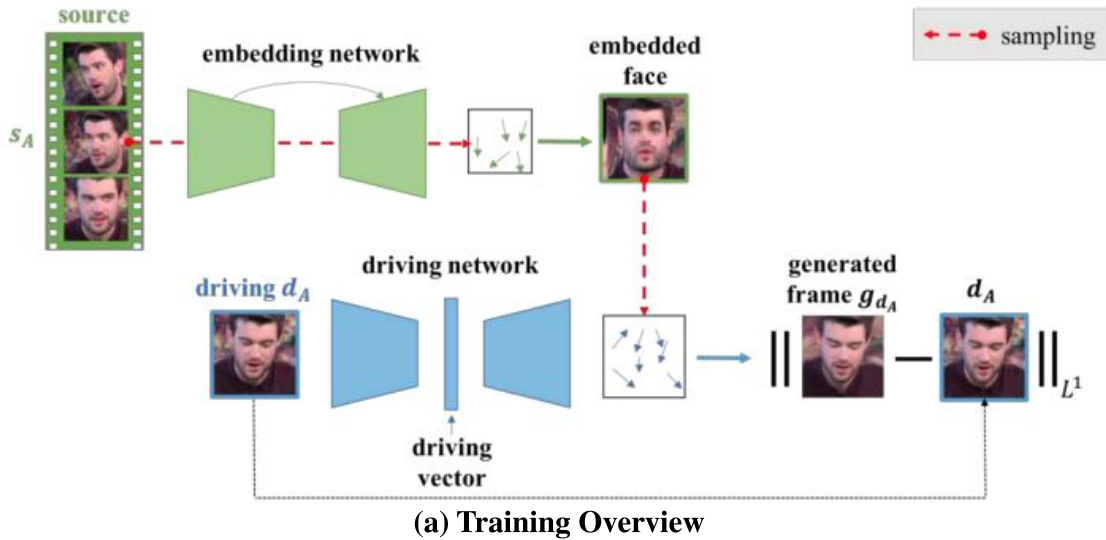 source
sampling
embedding network
embedded
face
s_A
driving network
generated
frame g_{d_A}
d_A
driving d_A
|| — ||_{L^1}
driving
vector
(a) Training Overview